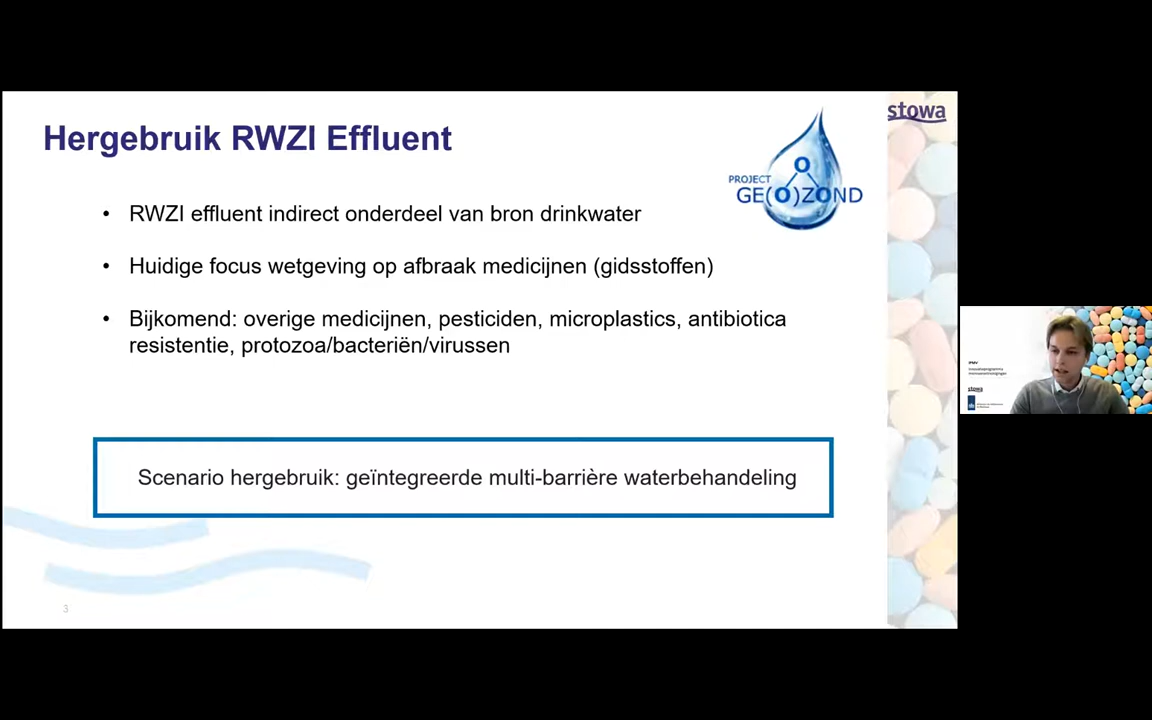 stowa
Hergebruik RWZI Effluent
PROJECT
GE(O)ZOND
O
• RWZI effluent indirect onderdeel van bron drinkwater
• Huidige focus wetgeving op afbraak medicijnen (gidsstoffen)
• Bijkomend: overige medicijnen, pesticiden, microplastics, antibiotica
resistentie, protozoa/bacteriën/virussen
Scenario hergebruik: geïntegreerde multi-barrière waterbehandeling
3
IPMV
stowa